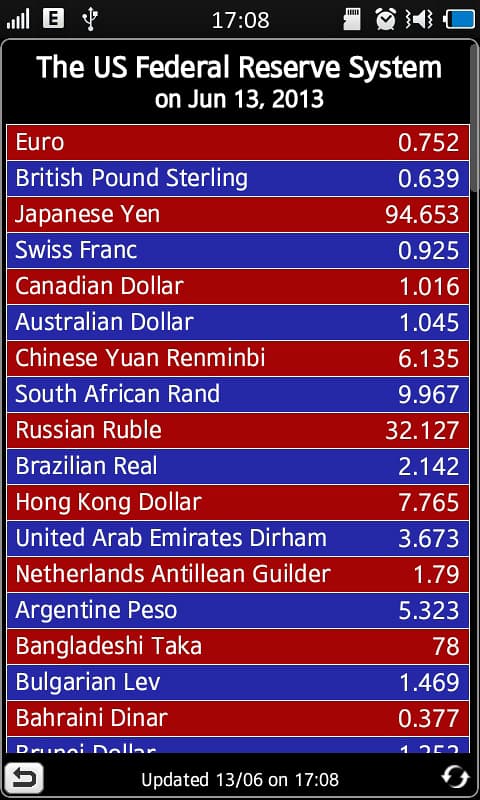 E
17:08
The US Federal Reserve System
on Jun 13, 2013
Euro 0.752
British Pound Sterling 0.639
Japanese Yen 94.653
Swiss Franc 0.925
Canadian Dollar 1.016
Australian Dollar 1.045
Chinese Yuan Renminbi 6.135
South African Rand 9.967
Russian Ruble 32.127
Brazilian Real 2.142
Hong Kong Dollar 7.765
United Arab Emirates Dirham 3.673
Netherlands Antillean Guilder 1.79
Argentine Peso 5.323
Bangladeshi Taka 78
Bulgarian Lev 1.469
Bahraini Dinar 0.377
Brunei Dollar
Updated 13/06 on 17:08